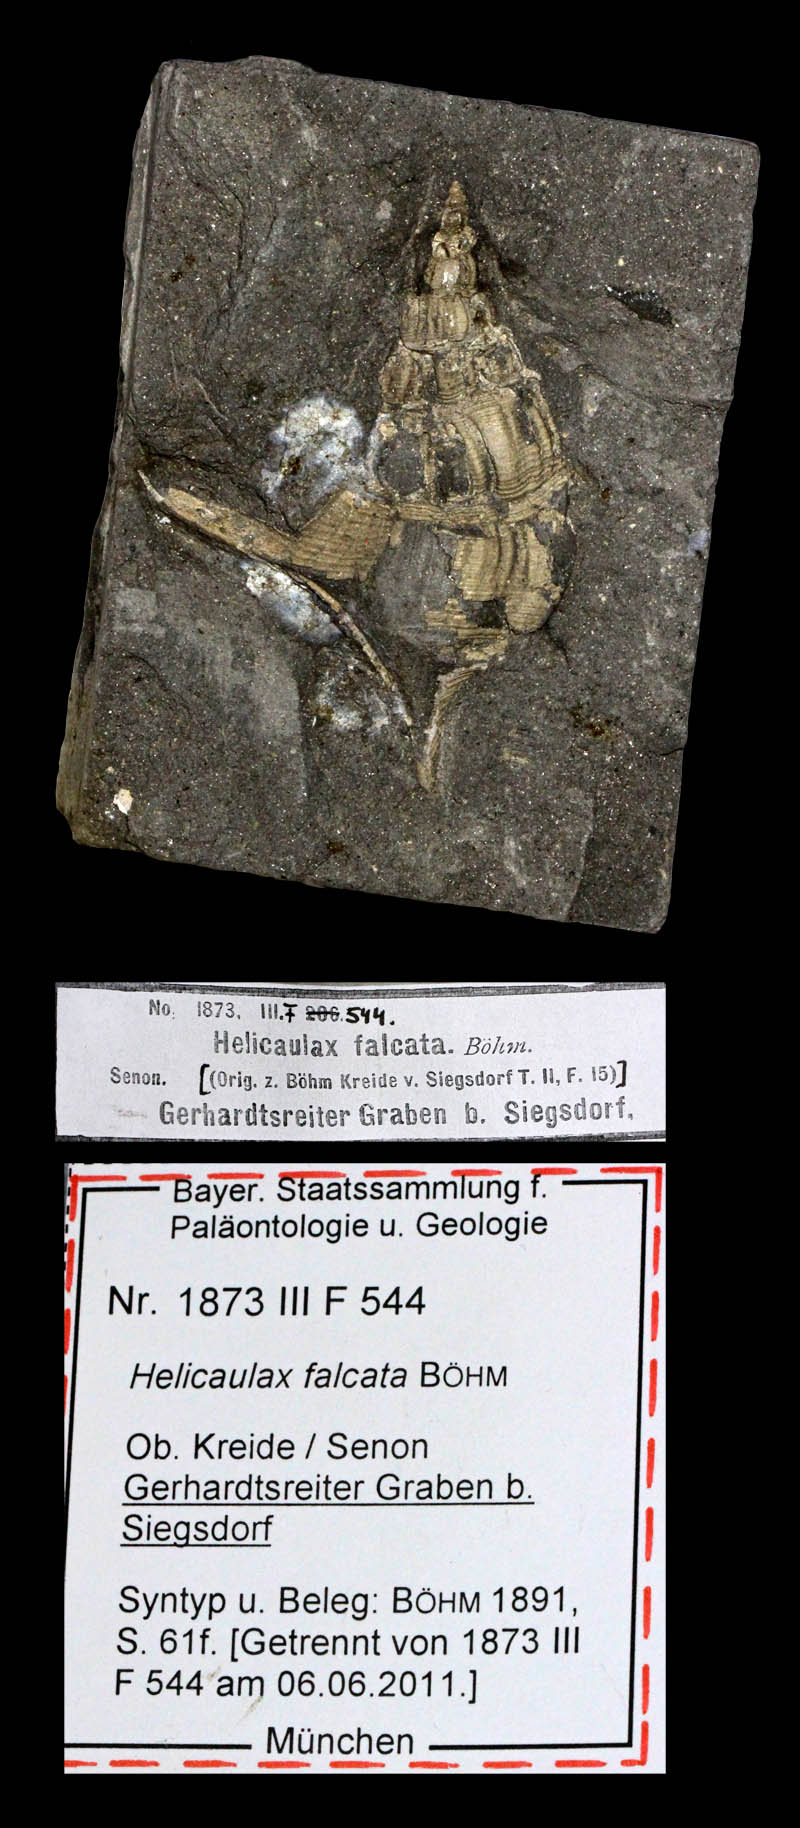 No. 1873. III. F 206. 544.
Helicaulax falcata. Böhm.
Senon. [(Orig. z. Böhm Kreide v. Siegsdorf T. II, F. 15)]
Gerhardtsreiter Graben b. Siegsdorf.
Bayer. Staatssammlung f.
Paläontologie u. Geologie
Nr. 1873 III F 544
Helicaulax falcata BÖHM
Ob. Kreide / Senon
Gerhardtsreiter Graben b.
Siegsdorf
Syntyp u. Beleg: BÖHM 1891,
S. 61f. [Getrennt von 1873 III
F 544 am 06.06.2011.]
München